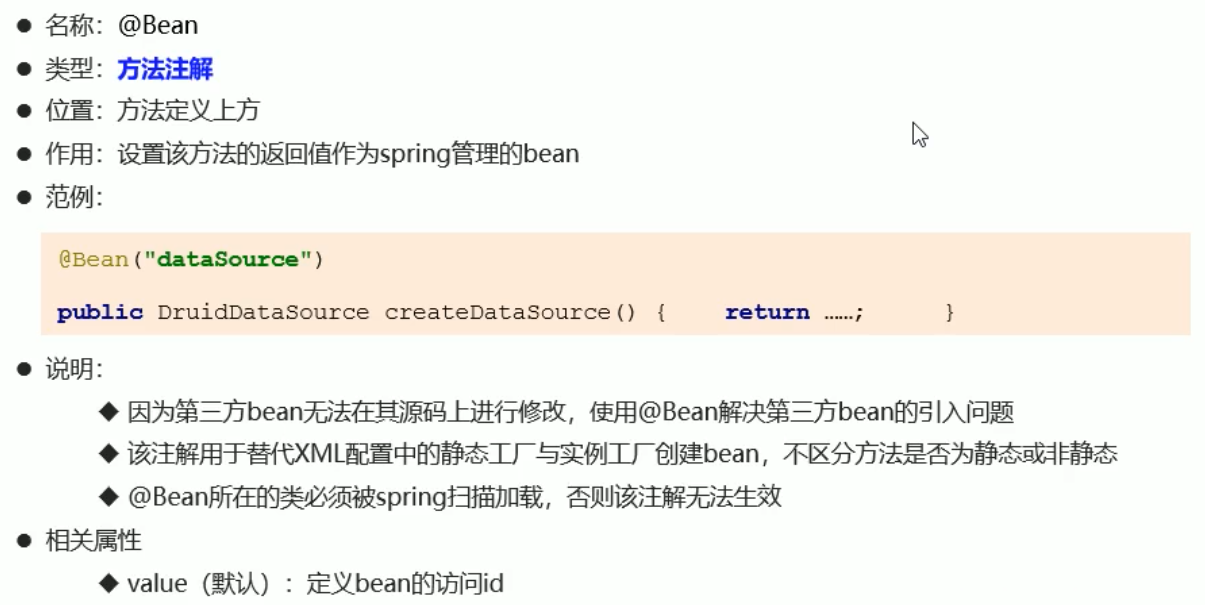 ● 名称：@Bean
● 类型：方法注解
● 位置：方法定义上方
● 作用：设置该方法的返回值作为spring管理的bean
● 范例：
@Bean("dataSource")
public DruidDataSource createDataSource() {    return ……;    }
● 说明：
◆ 因为第三方bean无法在其源码上进行修改，使用@Bean解决第三方bean的引入问题
◆ 该注解用于替代XML配置中的静态工厂与实例工厂创建bean，不区分方法是否为静态或非静态
◆ @Bean所在的类必须被spring扫描加载，否则该注解无法生效
● 相关属性
◆ value（默认）：定义bean的访问id